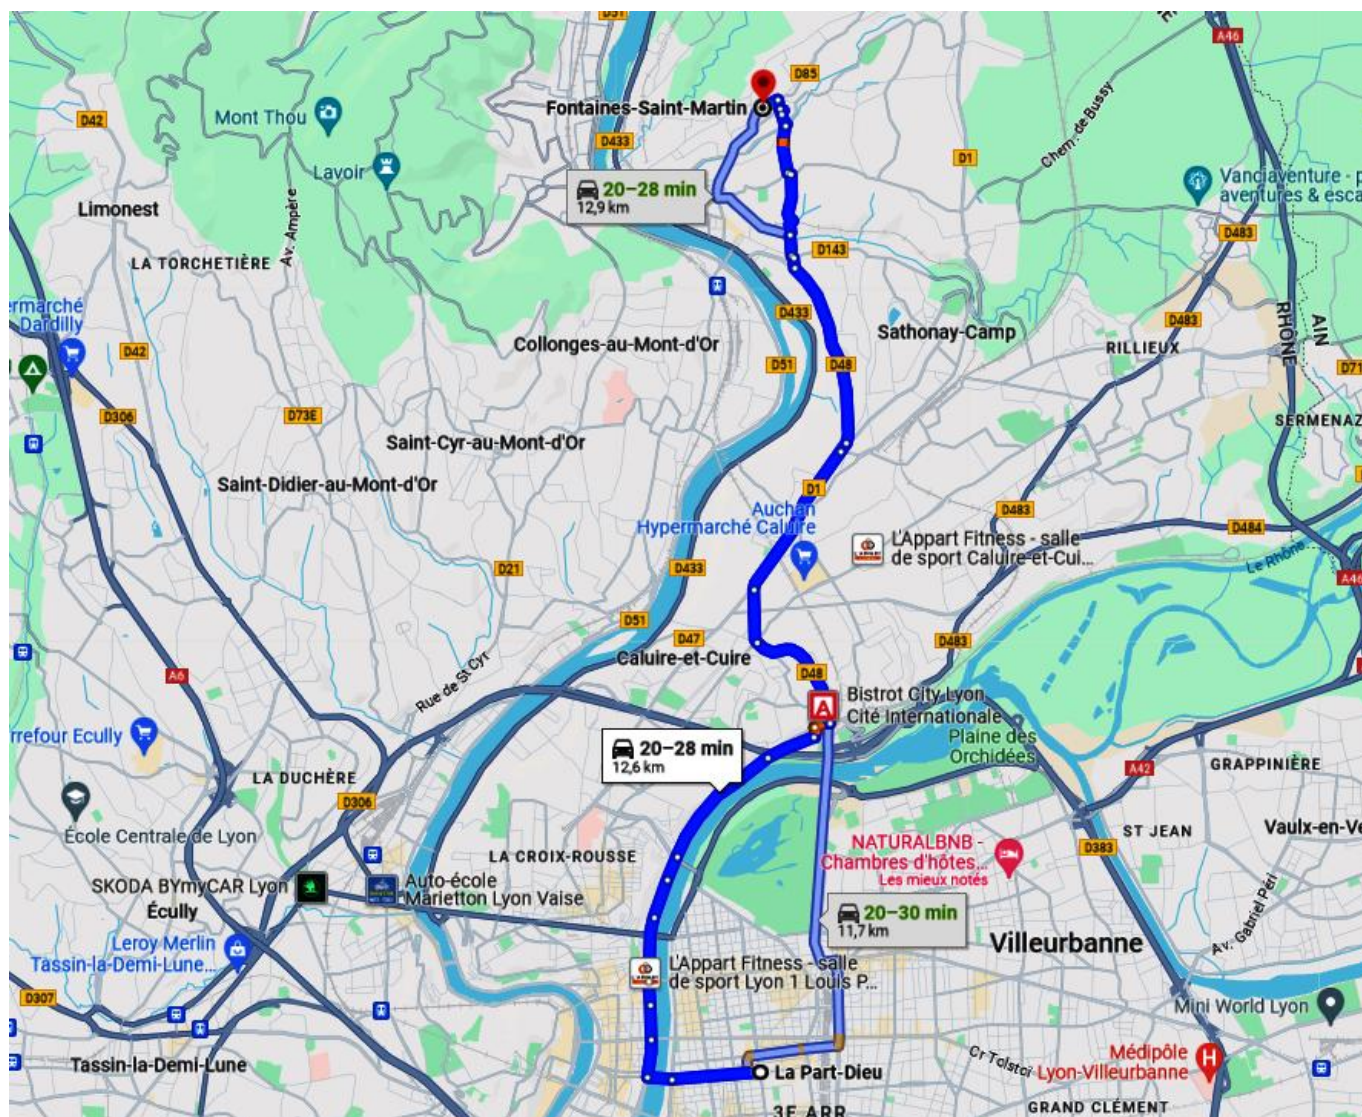 D51
A46
D85
Fontaines-Saint-Martin
D42
Mont Thou
D433
Chem. de Bussy
D1
Lavoir
20–28 min
12,9 km
Vanciaventure - p
aventures & esca
Limonest
Av. Ampère
D483
LA TORCHETIÈRE
D143
AIN
RHÔNE
ermarché
Dardilly
D433
D483
Sathonay-Camp
Collonges-au-Mont-d'Or
RILLIEUX
D42
D51
D48
D71
D306
D73E
SERMENAZ
Saint-Cyr-au-Mont-d'Or
Saint-Didier-au-Mont-d'Or
D1
Auchan
Hypermarché Caluire
D483
D484
L'Appart Fitness - salle
de sport Caluire-et-Cui...
Le Rhône
D21
D433
A46
D51
D47
D483
Caluire-et-Cuire
Rue de St Cyr
A6
D48
Bistrot City Lyon
Cité Internationale
Plaine des
Orchidées
rrefour Ecully
20–28 min
12,6 km
A42
GRAPPINIÈRE
LA DUCHÈRE
D306
École Centrale de Lyon
ST JEAN
Vaulx-en-Ve
NATURALBNB -
Chambres d'hôtes...
Les mieux notés
D383
LA CROIX-ROUSSE
SKODA BYmyCAR Lyon
Écully
Auto-école
Marietton Lyon Vaise
20–30 min
11,7 km
Av. Gabriel Péri
Leroy Merlin
Tassin-la-Demi-Lune...
Villeurbanne
L'Appart Fitness - salle
de sport Lyon 1 Louis P...
D307
Mini World Lyon
Cr Tolstoï
Médipôle
Lyon-Villeurbanne
Tassin-la-Demi-Lune
La Part-Dieu
3E ARR
GRAND CLÉMENT